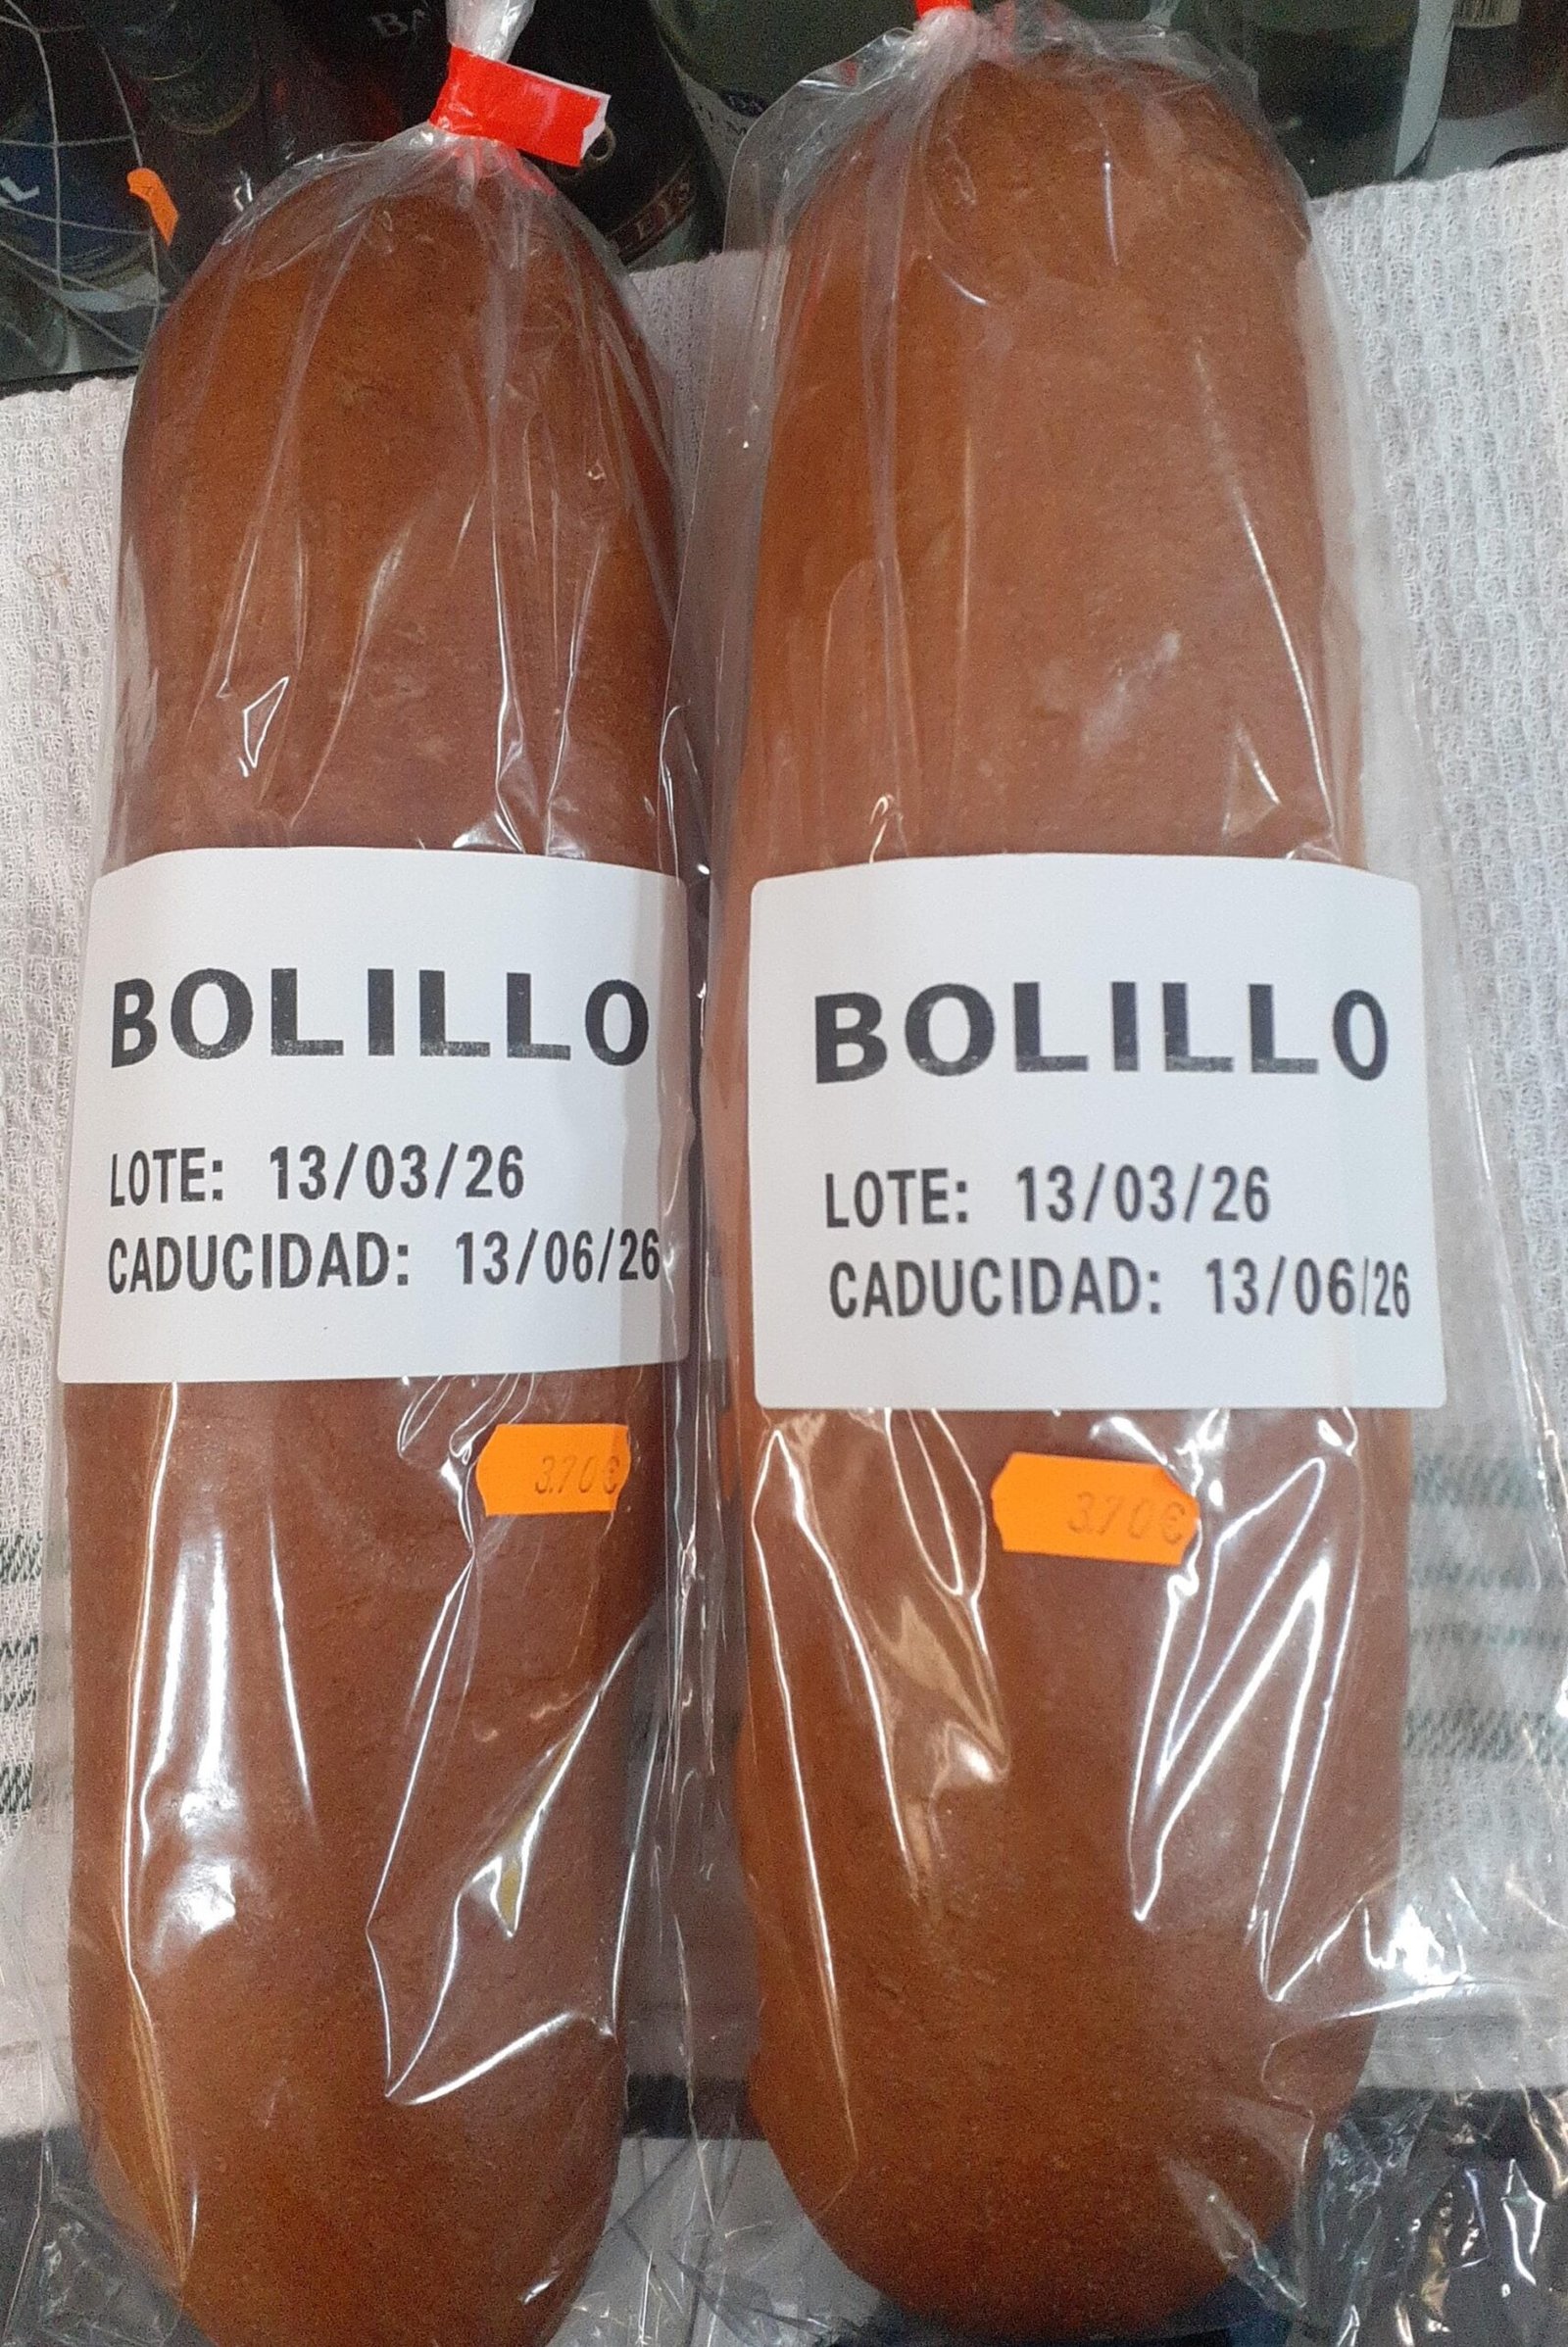 BOLILLO
LOTE: 13/03/26
CADUCIDAD: 13/06/26
3.70€
BOLILLO
LOTE: 13/03/26
CADUCIDAD: 13/06/26
3.70€